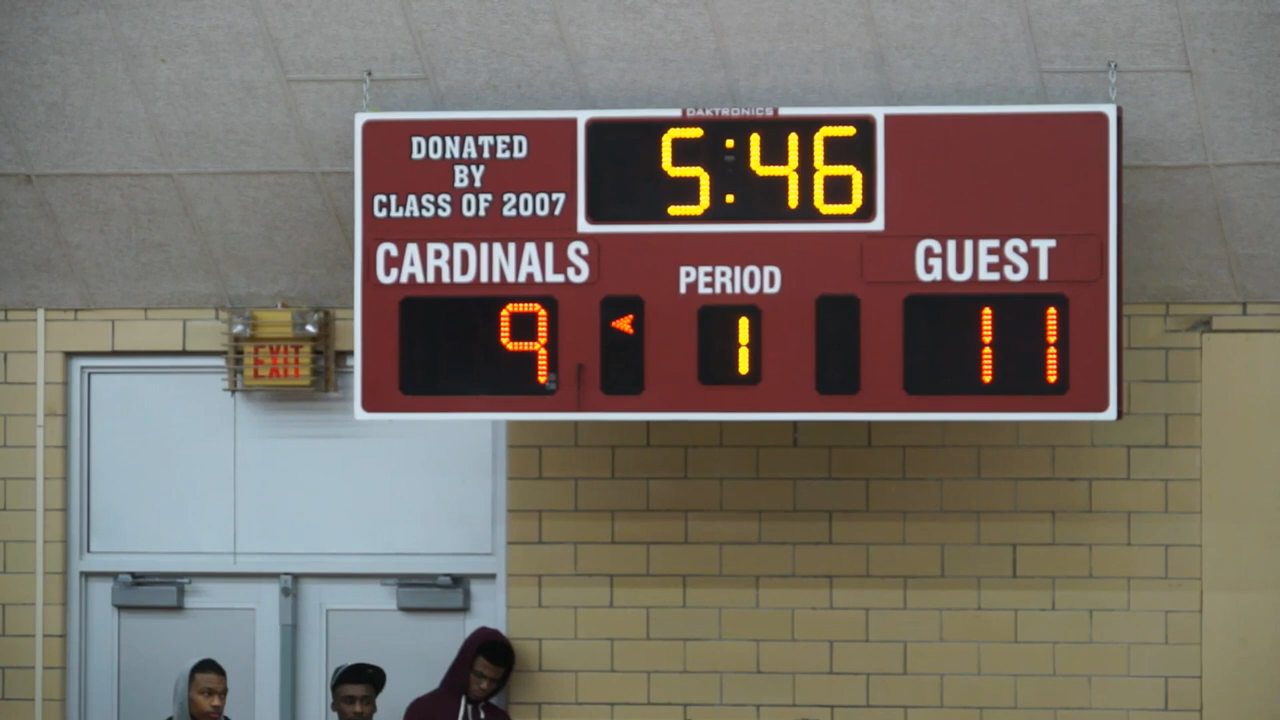 DAKTRONICS
DONATED
BY
CLASS OF 2007
5:46
CARDINALS
PERIOD
GUEST
9
1
11
EXIT